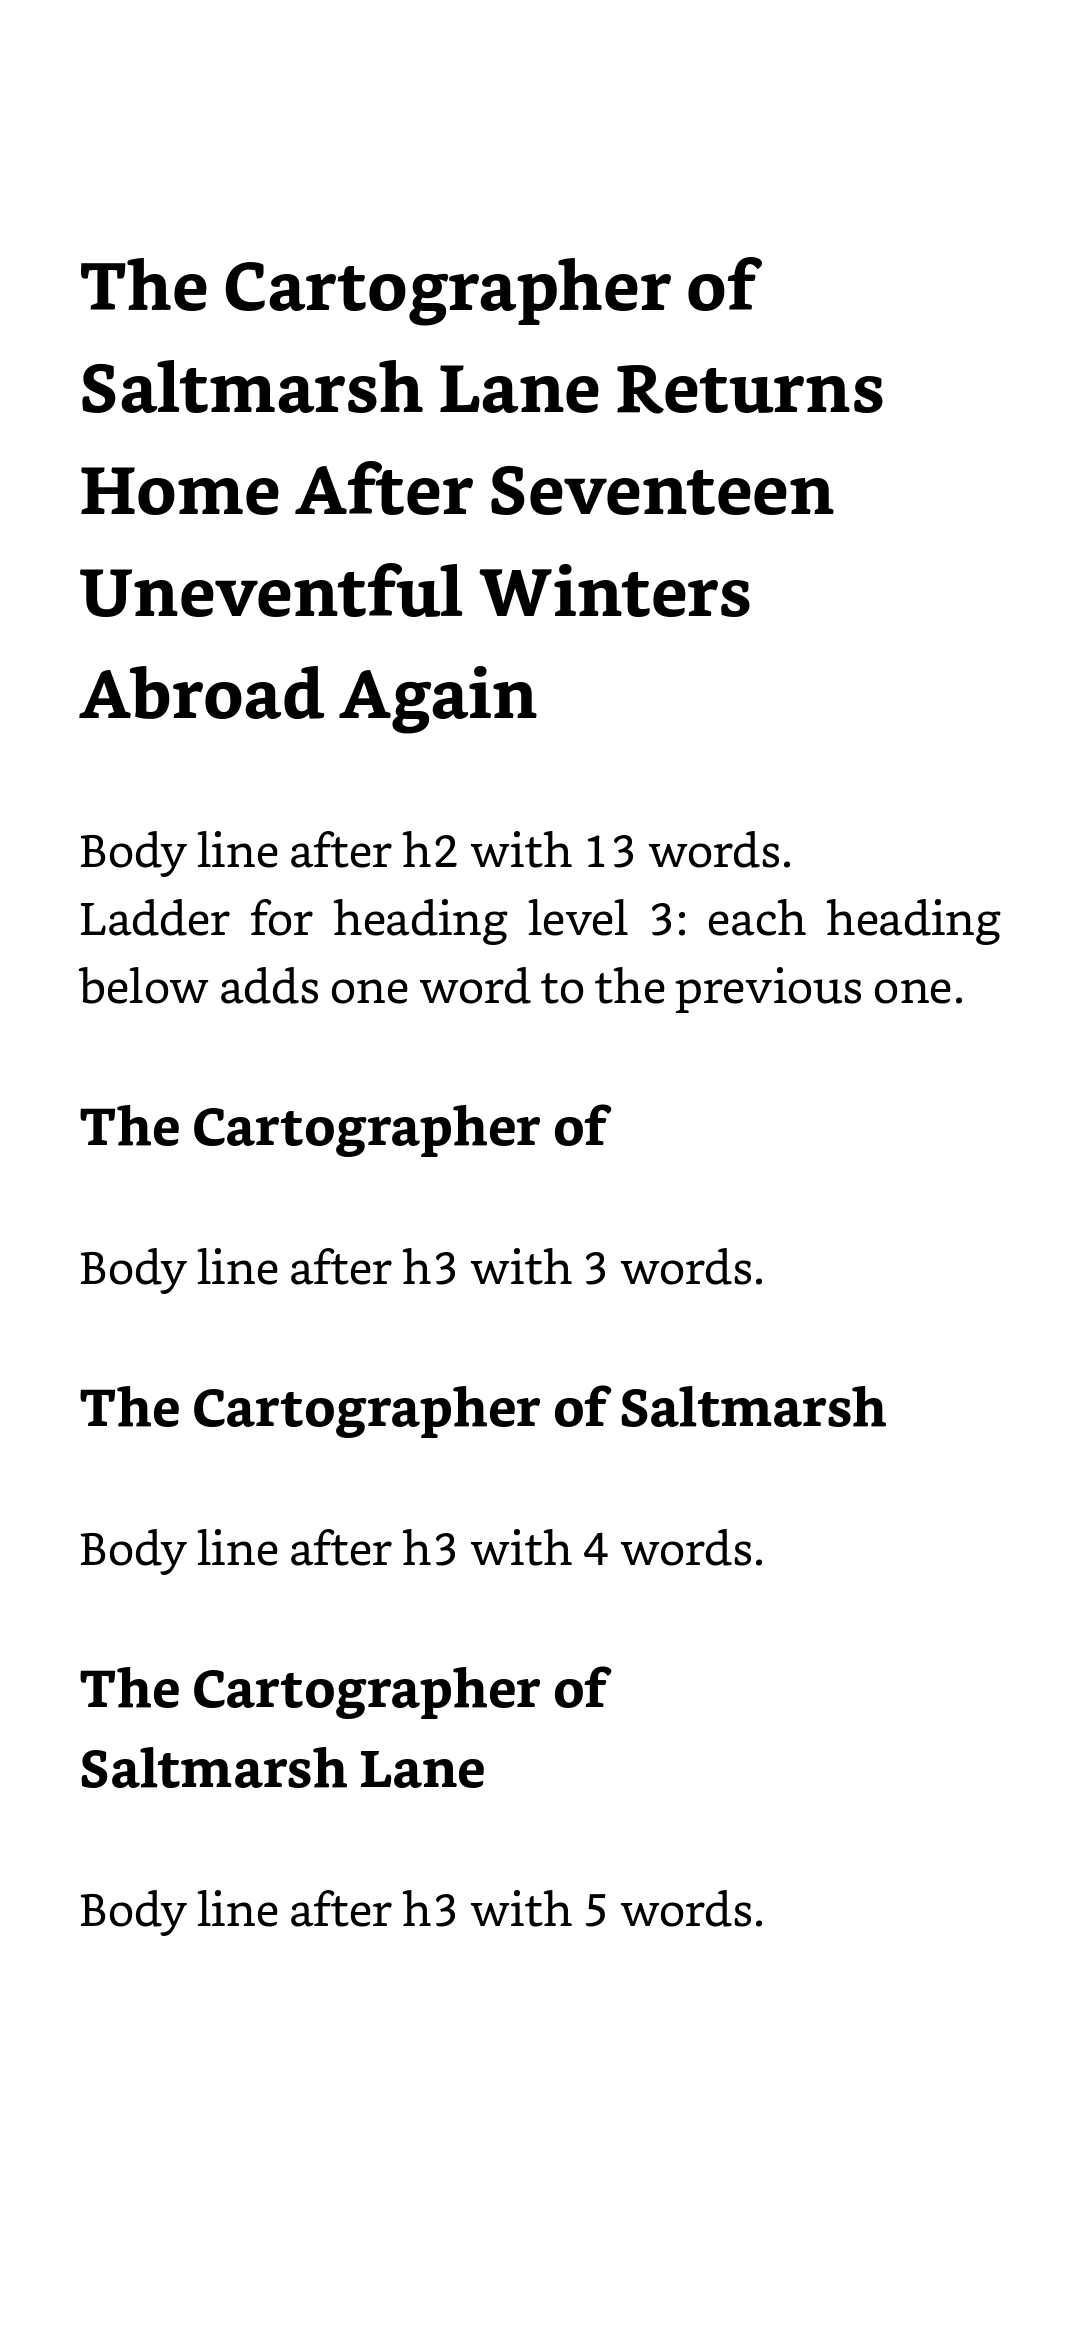 The Cartographer of
Saltmarsh Lane Returns
Home After Seventeen
Uneventful Winters
Abroad Again
Body line after h2 with 13 words.
Ladder for heading level 3: each heading
below adds one word to the previous one.
The Cartographer of
Body line after h3 with 3 words.
The Cartographer of Saltmarsh
Body line after h3 with 4 words.
The Cartographer of
Saltmarsh Lane
Body line after h3 with 5 words.